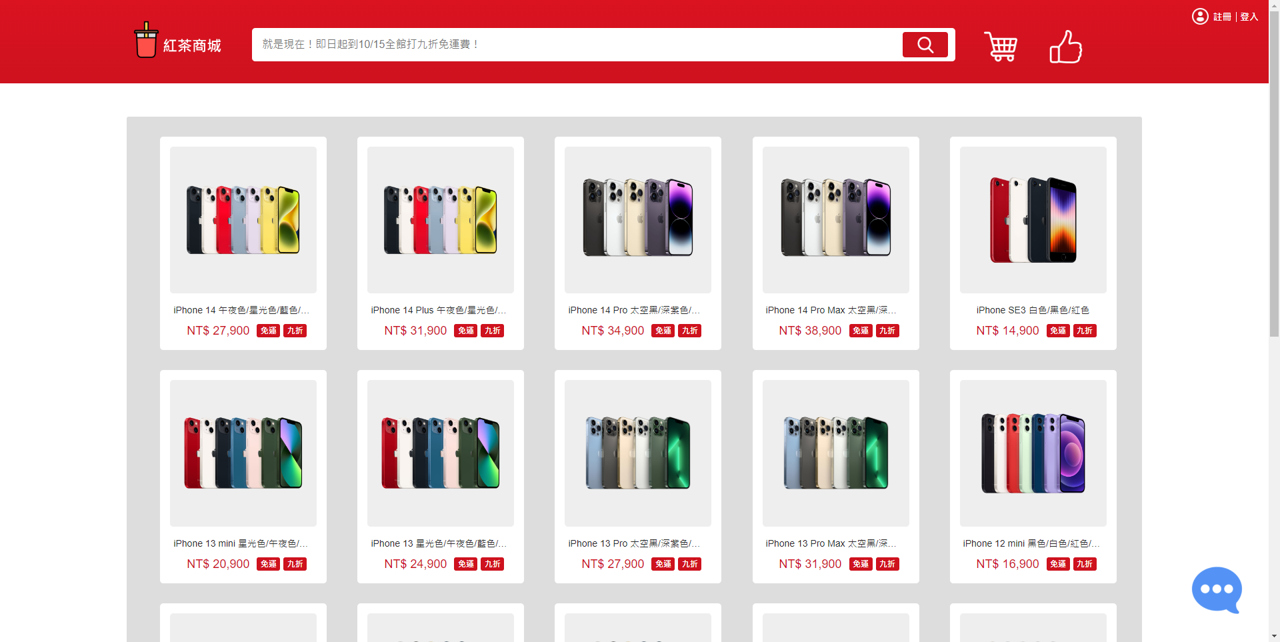 註冊 | 登入
紅茶商城
就是現在！即日起到10/15全館打九折免運費！
iPhone 14 午夜色/星光色/藍色/...
NT$ 27,900 免運 九折
iPhone 14 Plus 午夜色/星光色/...
NT$ 31,900 免運 九折
iPhone 14 Pro 太空黑/深紫色/...
NT$ 34,900 免運 九折
iPhone 14 Pro Max 太空黑/深...
NT$ 38,900 免運 九折
iPhone SE3 白色/黑色/紅色
NT$ 14,900 免運 九折
iPhone 13 mini 星光色/午夜色/...
NT$ 20,900 免運 九折
iPhone 13 星光色/午夜色/藍色/...
NT$ 24,900 免運 九折
iPhone 13 Pro 太空黑/深紫色/...
NT$ 27,900 免運 九折
iPhone 13 Pro Max 太空黑/深...
NT$ 31,900 免運 九折
iPhone 12 mini 黑色/白色/紅色/...
NT$ 16,900 免運 九折